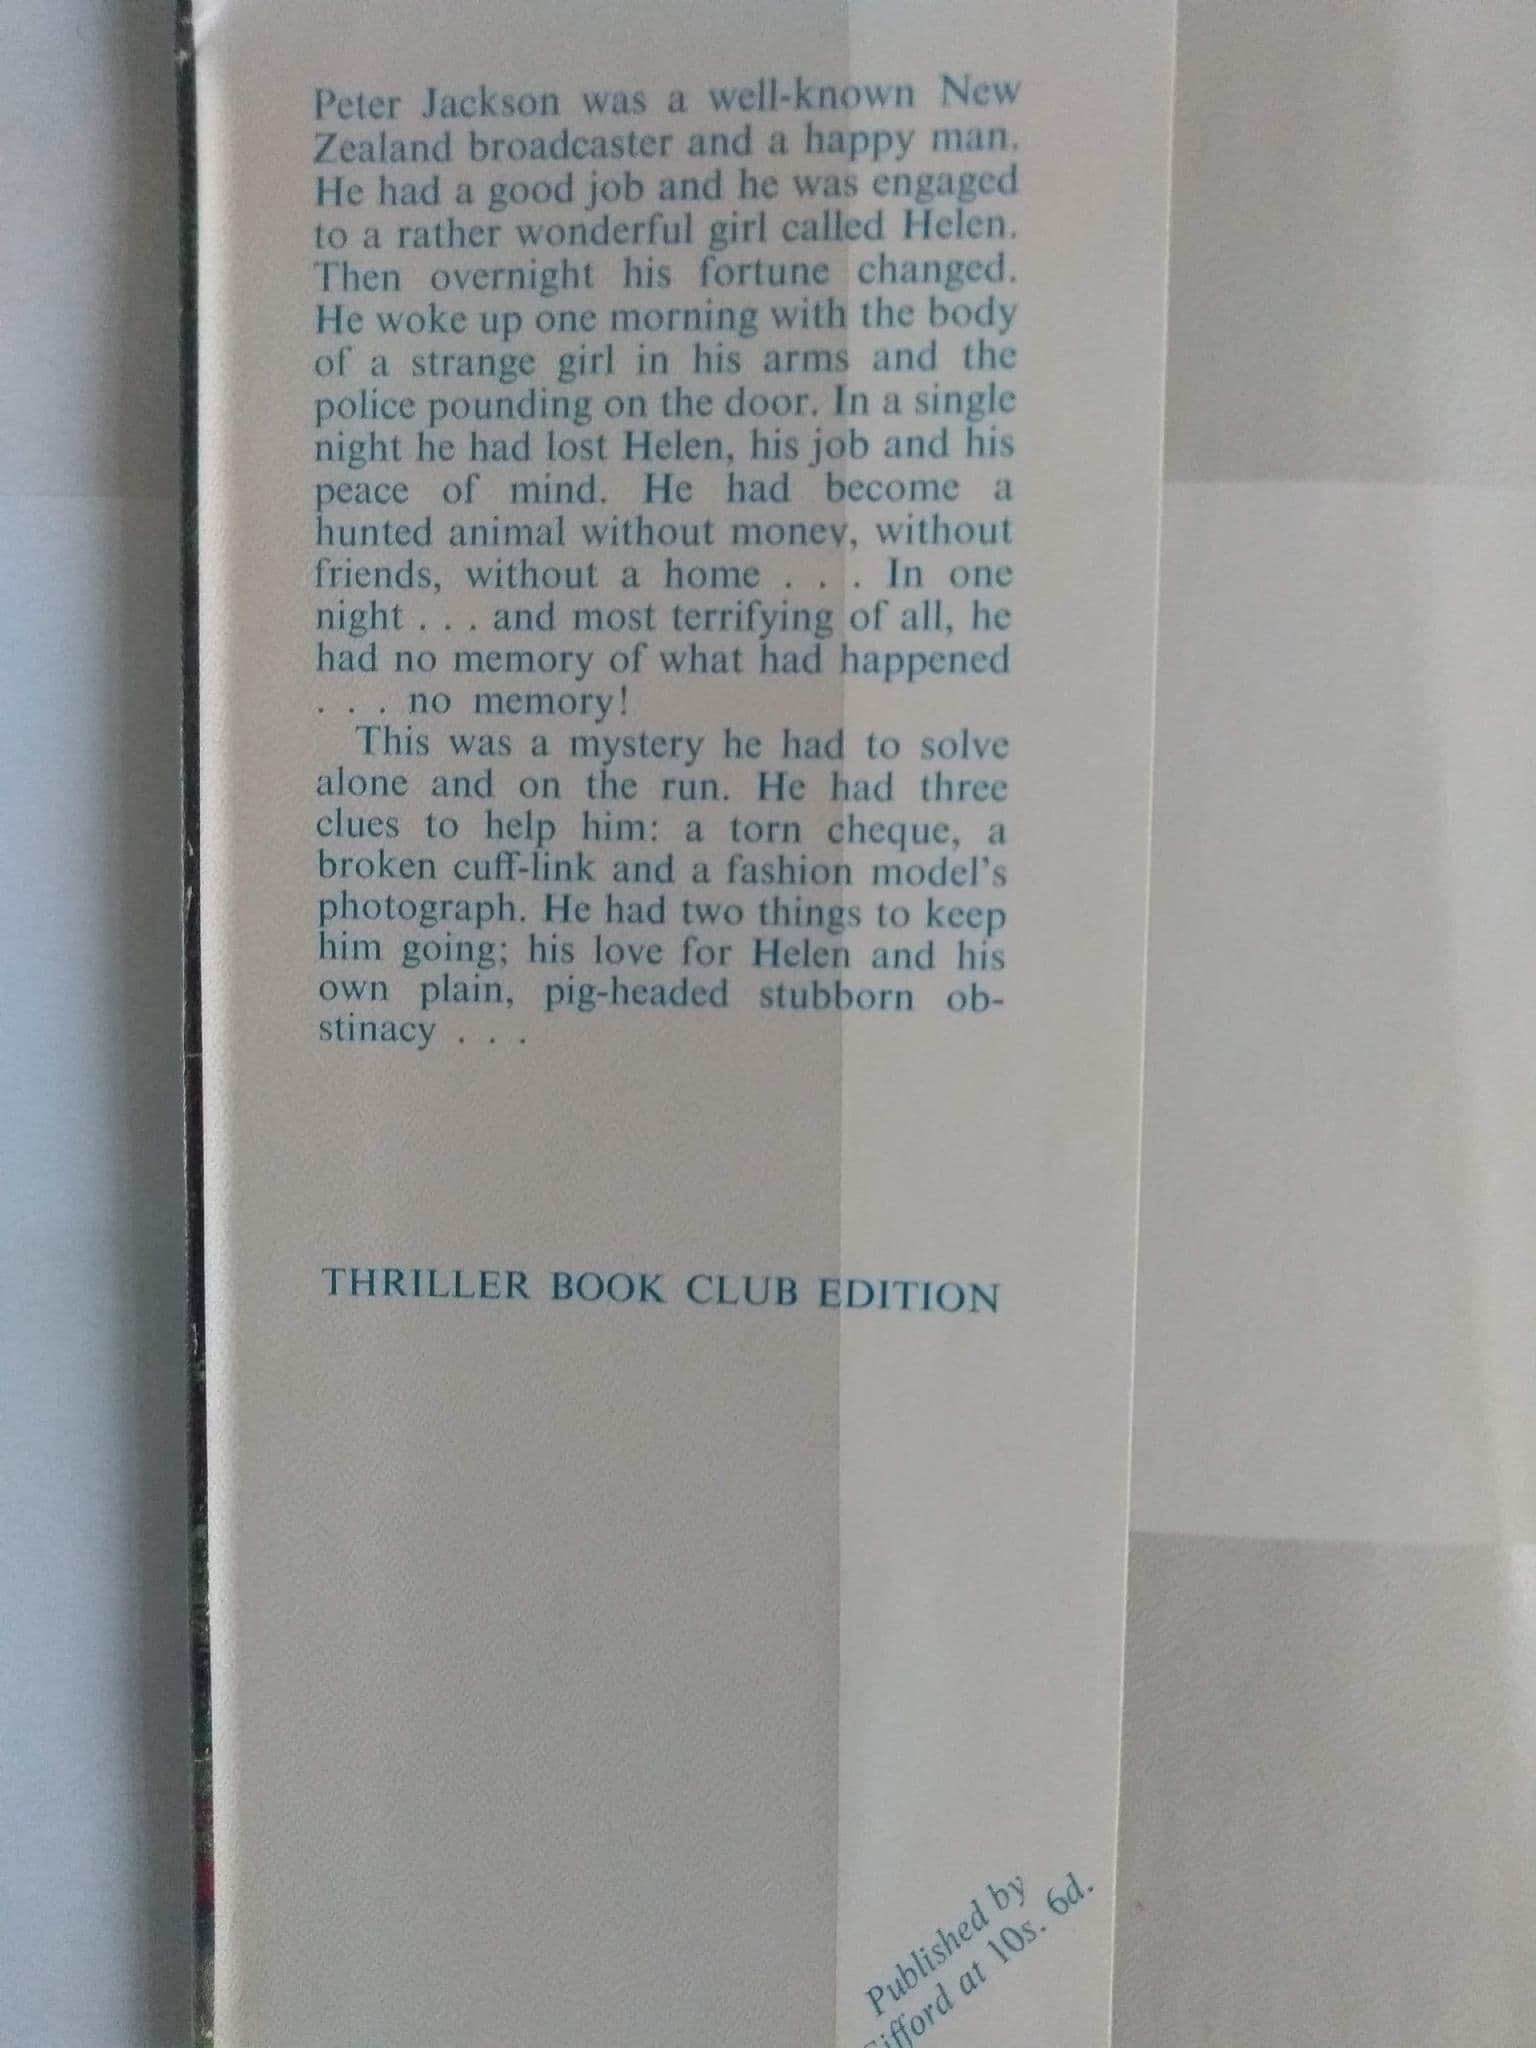 Peter Jackson was a well-known New
Zealand broadcaster and a happy man.
He had a good job and he was engaged
to a rather wonderful girl called Helen.
Then overnight his fortune changed.
He woke up one morning with the body
of a strange girl in his arms and the
police pounding on the door. In a single
night he had lost Helen, his job and his
peace of mind. He had become a
hunted animal without money, without
friends, without a home . . . In one
night . . . and most terrifying of all, he
had no memory of what had happened
. . . no memory!
This was a mystery he had to solve
alone and on the run. He had three
clues to help him: a torn cheque, a
broken cuff-link and a fashion model's
photograph. He had two things to keep
him going; his love for Helen and his
own plain, pig-headed stubborn ob-
stinacy . . .
THRILLER BOOK CLUB EDITION
Published by
at 10s. 6d.